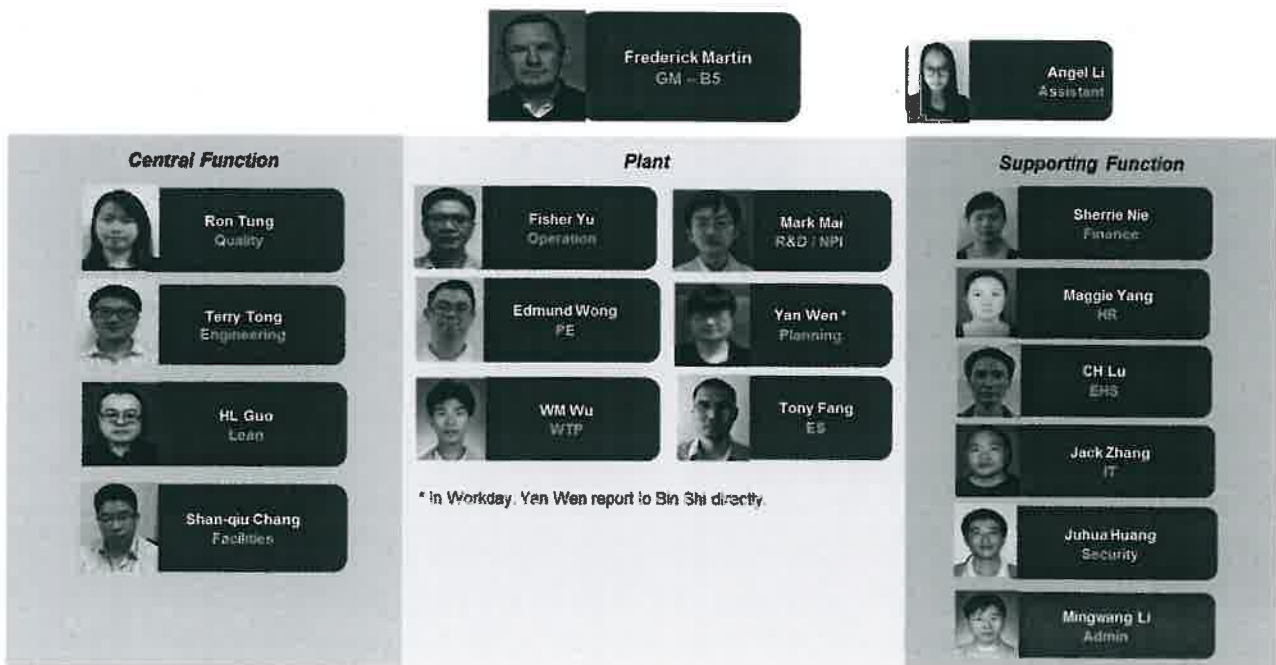 Frederick Martin
GM – B5
Angel Li
Assistant
Central Function
Ron Tung
Quality
Terry Tong
Engineering
HL Guo
Lean
Shan-qiu Chang
Facilities
Plant
Fisher Yu
Operation
Mark Mai
R&D / NPI
Edmund Wong
PE
Yan Wen *
Planning
WM Wu
WTP
Tony Fang
ES
* In Workday, Yan Wen report to Bin Shi directly.
Supporting Function
Sherrie Nie
Finance
Maggie Yang
HR
CH Lu
EHS
Jack Zhang
IT
Juhua Huang
Security
Mingwang Li
Admin